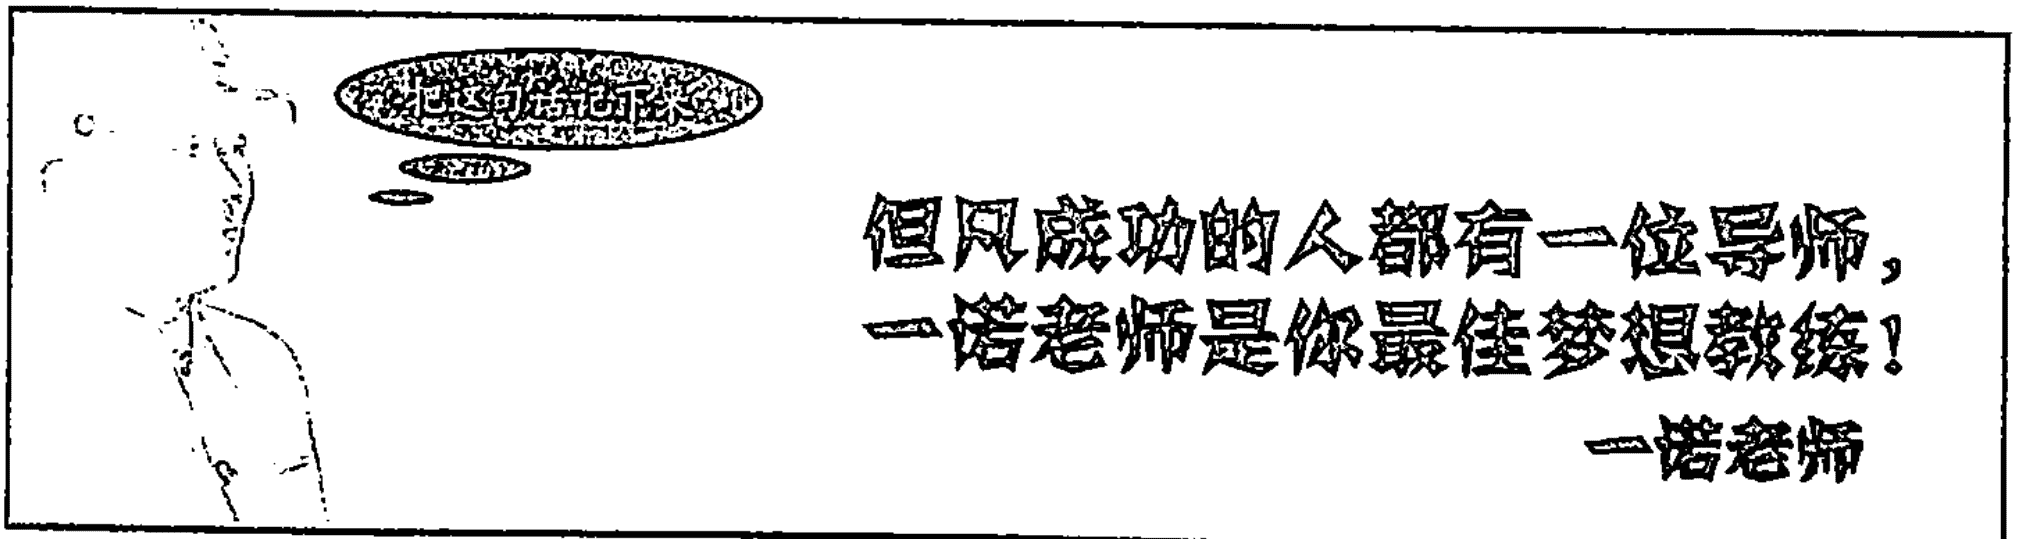 把这句话记下来
但凡成功的人都有一位导师，
一诺老师是你最佳梦想教练！
一诺老师